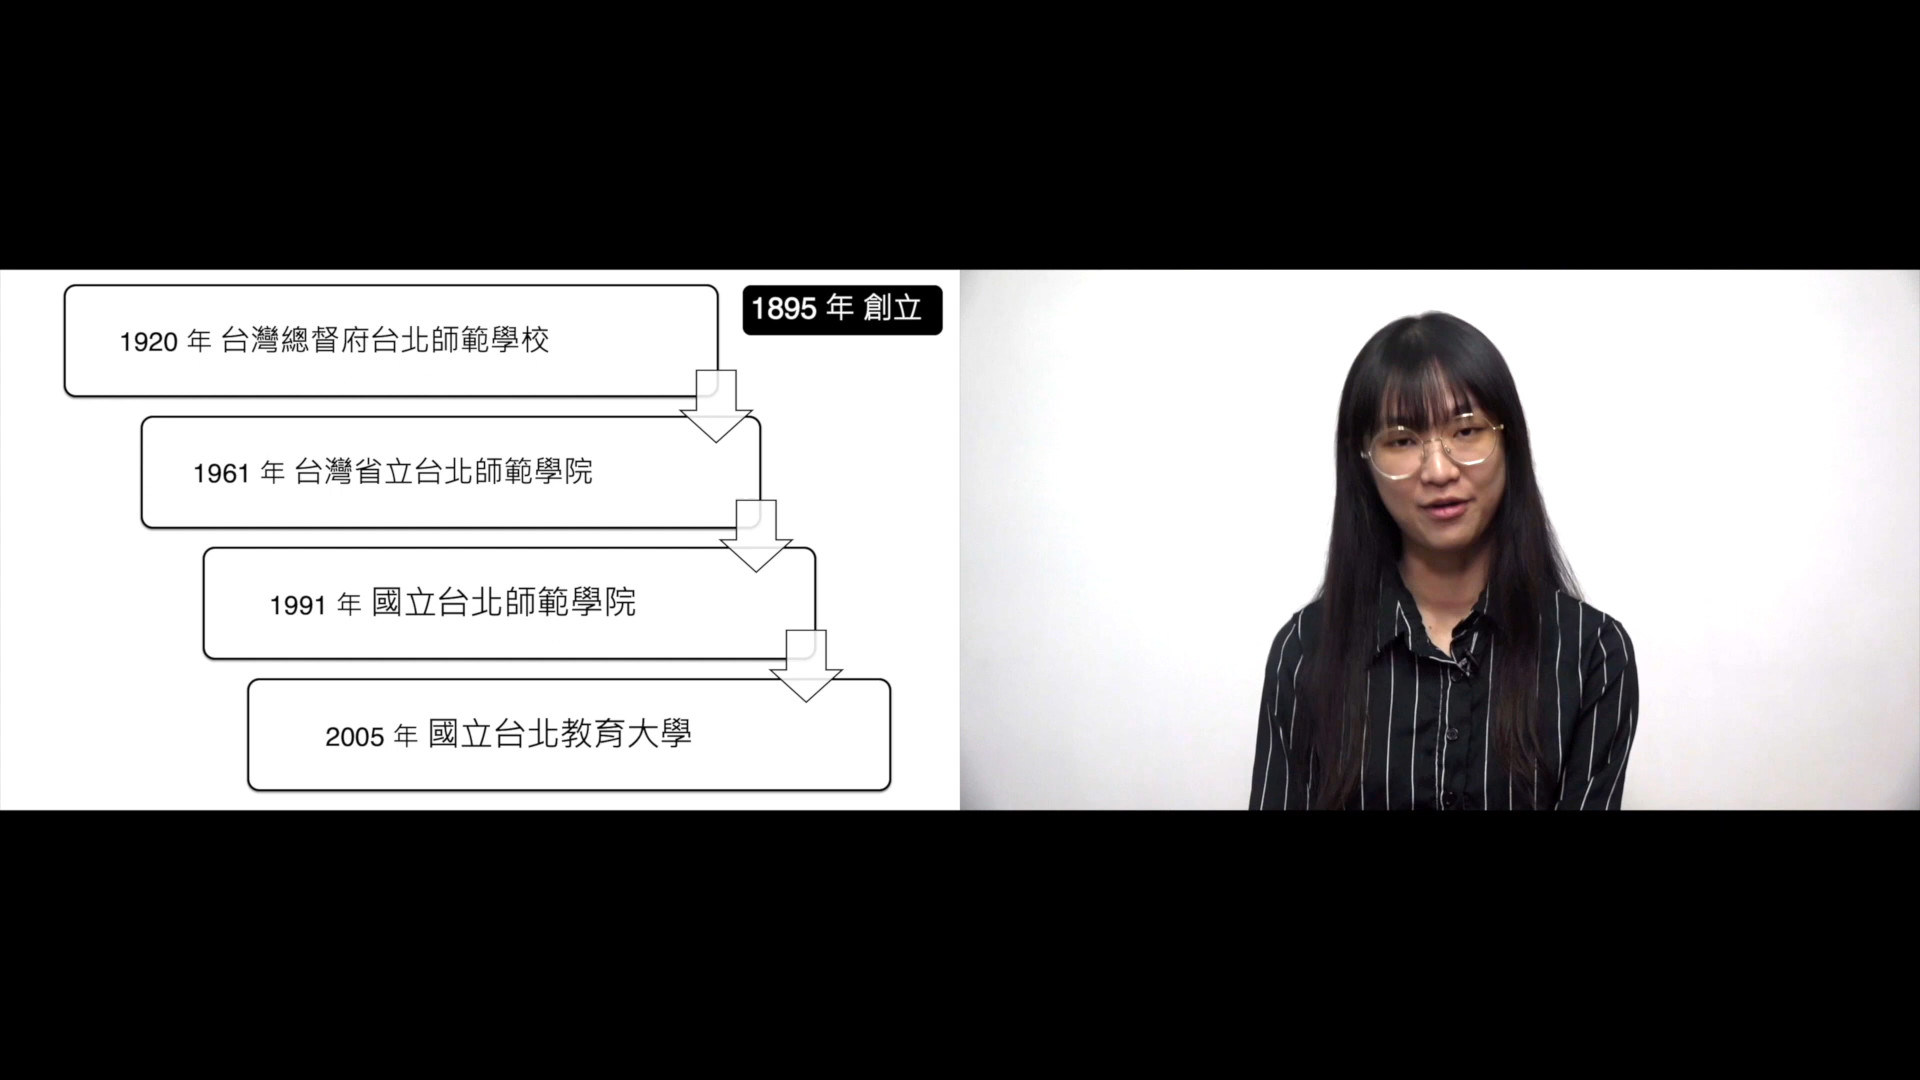 1920 年 台灣總督府台北師範學校
1895 年 創立
1961 年 台灣省立台北師範學院
1991 年 國立台北師範學院
2005 年 國立台北教育大學